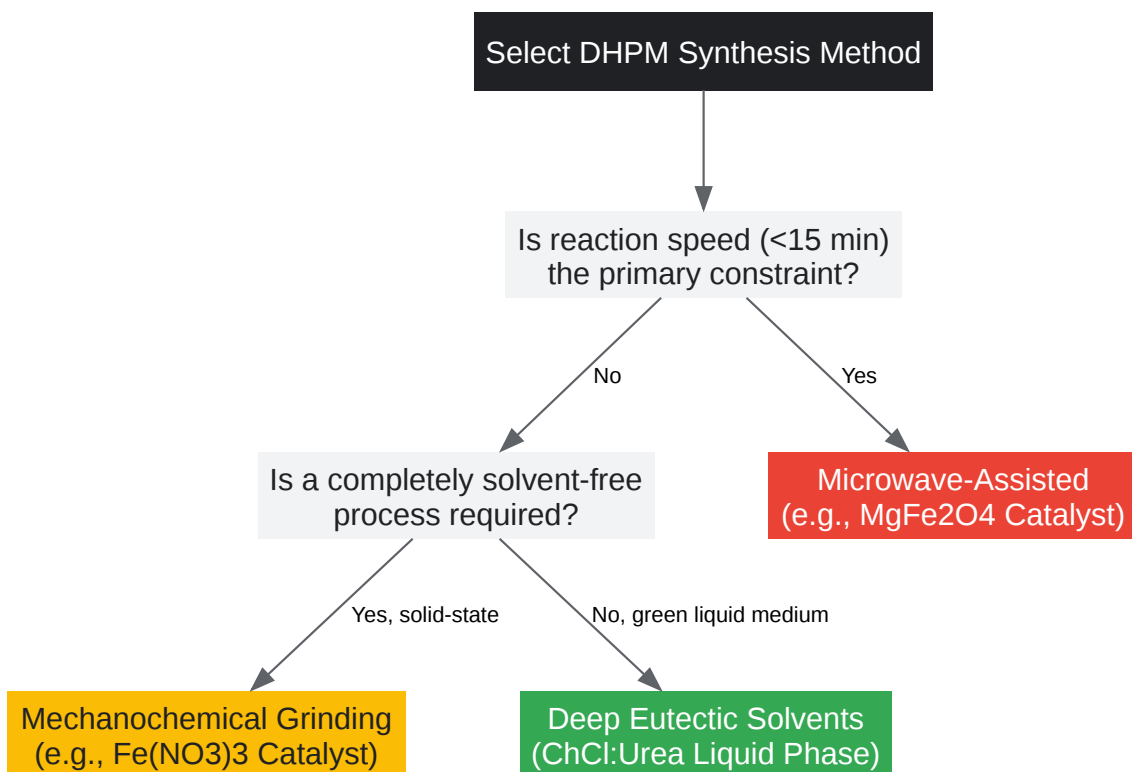 Select DHPM Synthesis Method
Is reaction speed (<15 min)
the primary constraint?
No
Yes
Is a completely solvent-free
process required?
Microwave-Assisted
(e.g., MgFe2O4 Catalyst)
Yes, solid-state
No, green liquid medium
Mechanochemical Grinding
(e.g., Fe(NO3)3 Catalyst)
Deep Eutectic Solvents
(ChCl:Urea Liquid Phase)